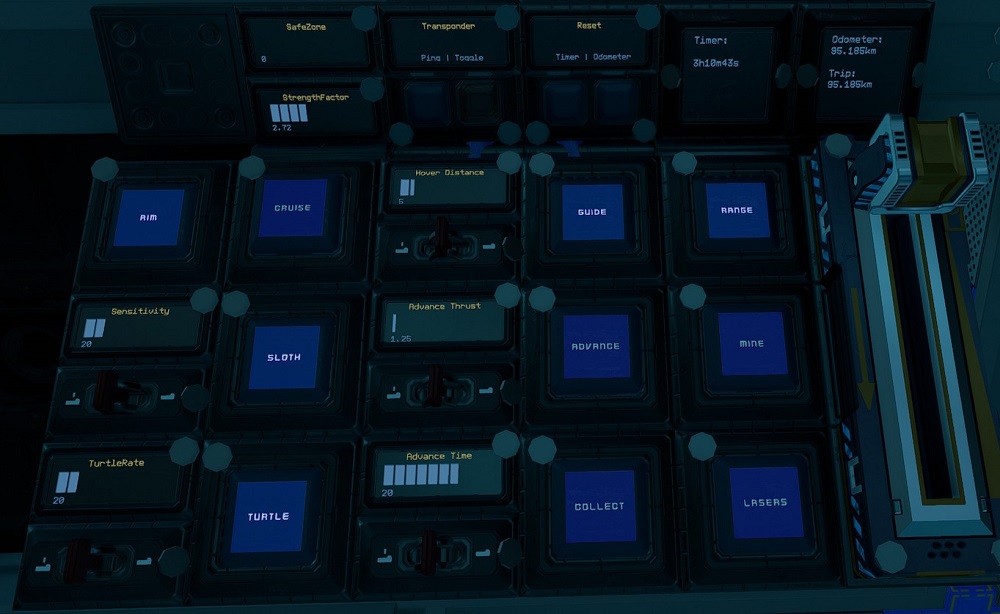 SafeZone
0
Transponder
Ping | Toggle
Reset
Timer | Odometer
Timer:
3h10m43s
Odometer:
95.185km
Trip:
95.185km
StrengthFactor
2.72
AIM
CRUISE
Hover Distance
6
GUIDE
RANGE
Sensitivity
20
SLOTH
Advance Thrust
1.25
ADVANCE
MINE
TurtleRate
20
TURTLE
Advance Time
20
COLLECT
LASERS